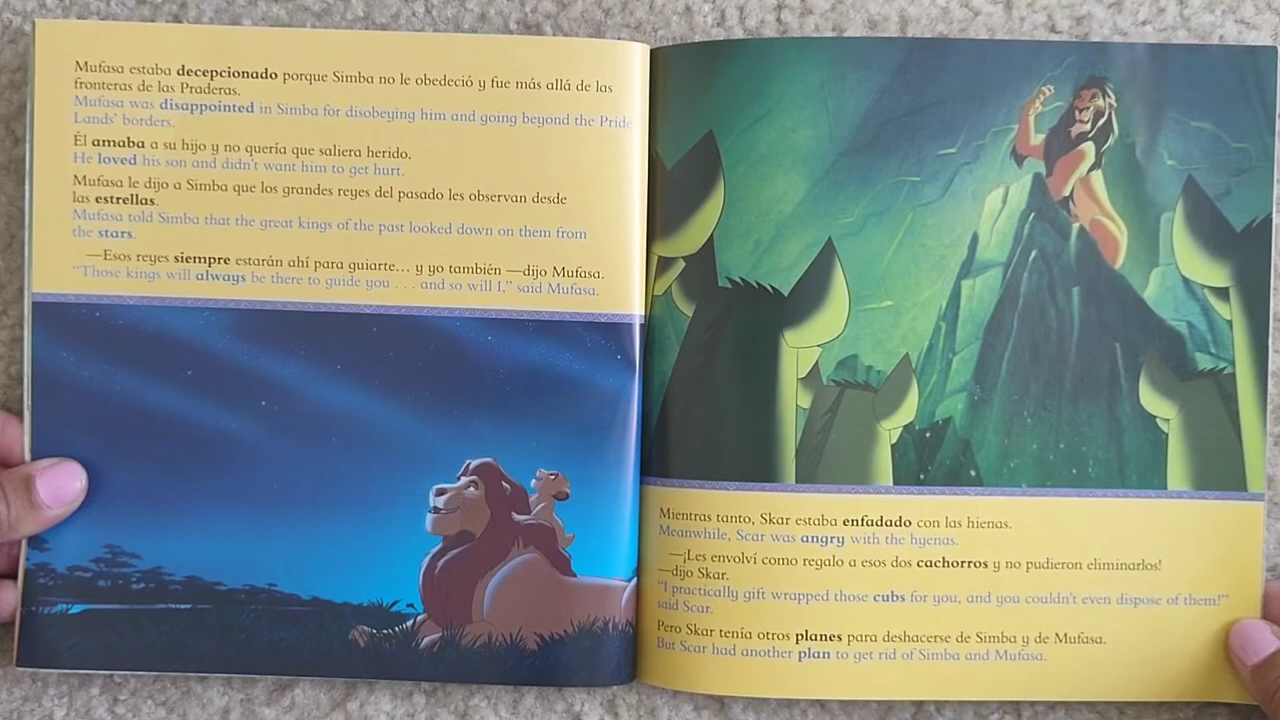 Mufasa estaba decepcionado porque Simba no le obedeció y fue más allá de las
fronteras de las Praderas.
Mufasa was disappointed in Simba for disobeying him and going beyond the Pride
Lands' borders.
Él amaba a su hijo y no quería que saliera herido.
He loved his son and didn't want him to get hurt.
Mufasa le dijo a Simba que los grandes reyes del pasado les observan desde
las estrellas.
Mufasa told Simba that the great kings of the past looked down on them from
the stars.
—Esos reyes siempre estarán ahí para guiarte... y yo también —dijo Mufasa.
"Those kings will always be there to guide you . . . and so will I," said Mufasa.
Mientras tanto, Skar estaba enfadado con las hienas.
Meanwhile, Scar was angry with the hyenas.
—¡Les envolví como regalo a esos dos cachorros y no pudieron eliminarlos!
—dijo Skar.
"I practically gift wrapped those cubs for you, and you couldn't even dispose of them!"
said Scar.
Pero Skar tenía otros planes para deshacerse de Simba y de Mufasa.
But Scar had another plan to get rid of Simba and Mufasa.